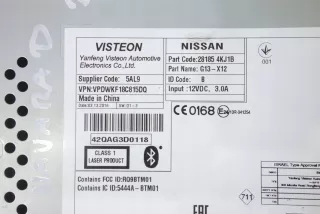 VISTEON
Yanfeng Visteon Automotive
Electronics Co.,Ltd.
Supplier Code: 5AL9
VPN:VPDWKF18C815DQ
Made in China
42QAG3D0118
CLASS 1
LASER PRODUCT
Contains FCC ID:RQ9BTM01
Contains IC ID:5444A-BTM01
NISSAN
Part No: 28185 4KJ1B
Part Name: G13-X12
ID Code: B
Input :12VDC, 3.0A
001
CE0168
711
EAC